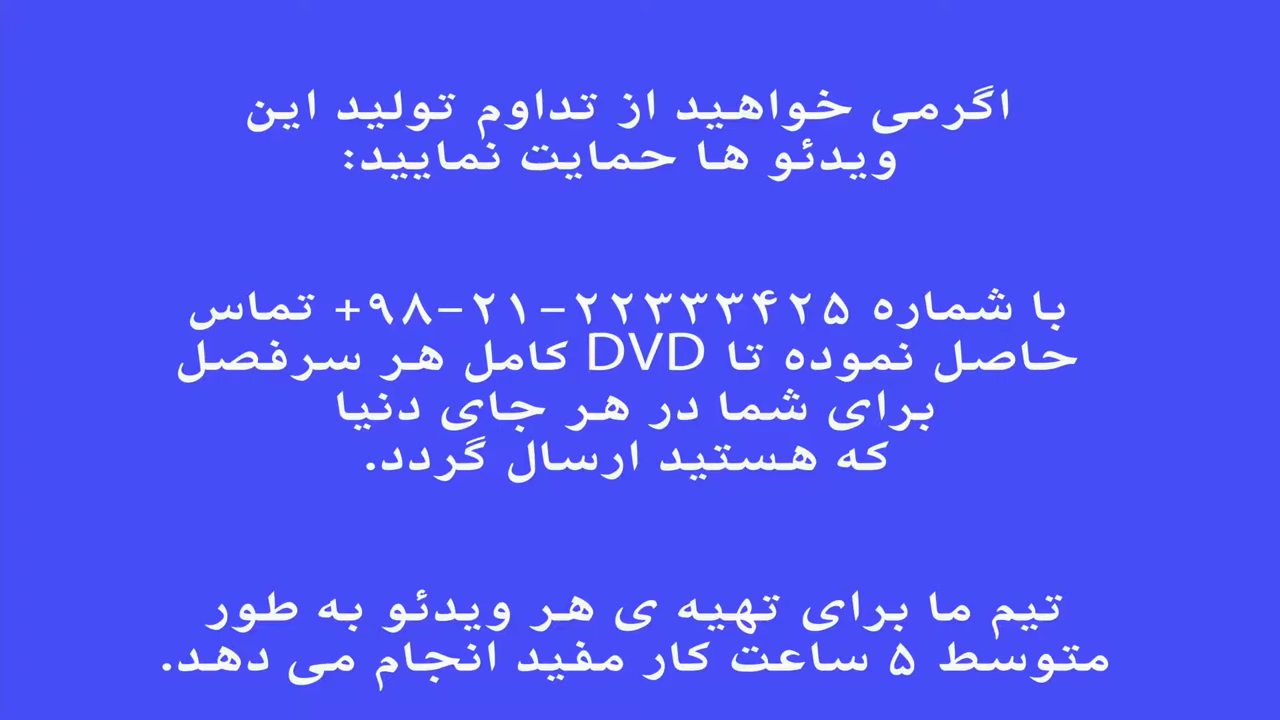 اگرمی خواهید از تداوم تولید این
ویدئو ها حمایت نمایید:
با شماره ۲۲۳۳۳۴۲۵-۲۱-۹۸+ تماس
حاصل نموده تا DVD کامل هر سرفصل
برای شما در هر جای دنیا
که هستید ارسال گردد.
تیم ما برای تهیه ی هر ویدئو به طور
متوسط ۵ ساعت کار مفید انجام می دهد.